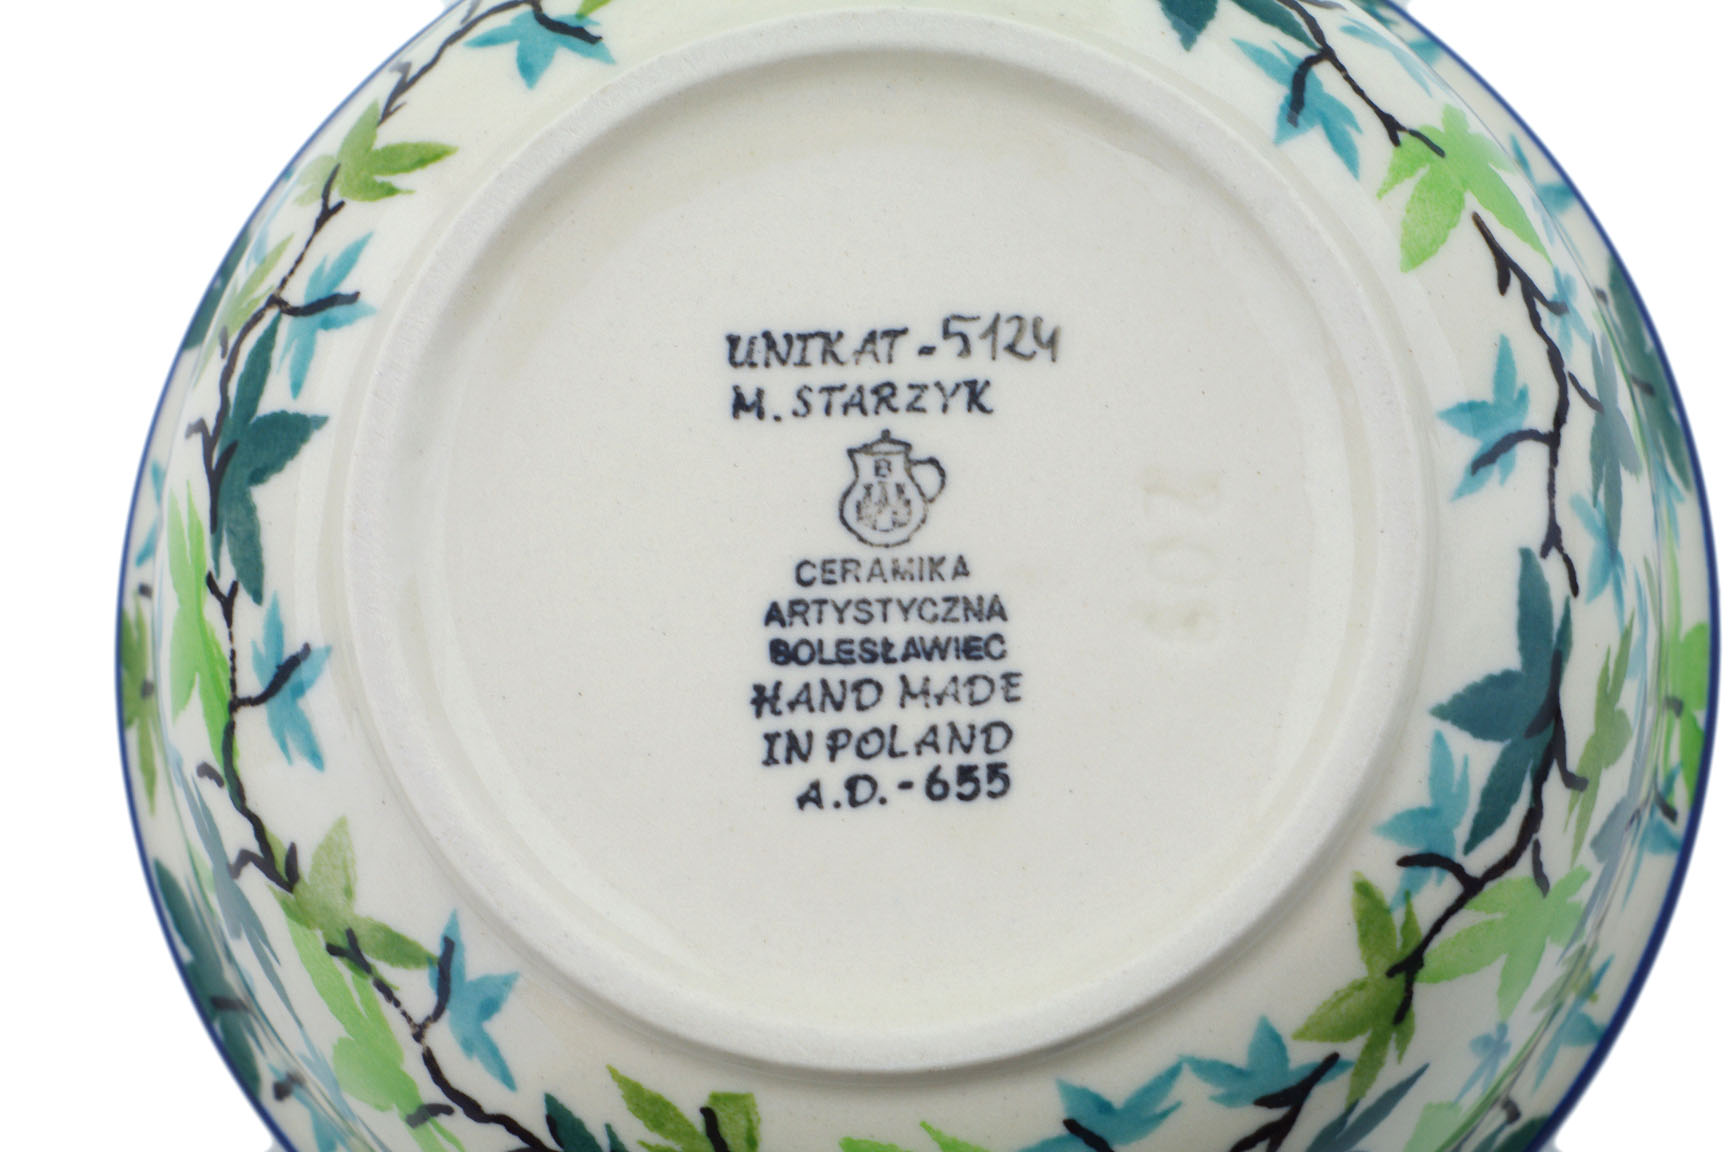 UNIKAT - 5124
M. STARZYK
B
CERAMIKA
ARTYSTYCZNA
BOLESŁAWIEC
HAND MADE
IN POLAND
A.D. - 655